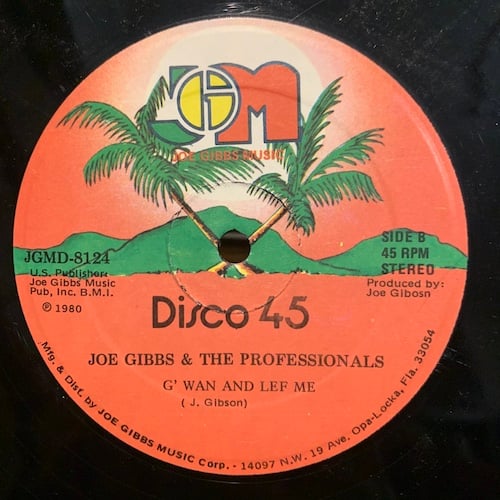 JGM
JOE GIBBS MUSIC
JGMD-8124
U.S. Publisher:
Joe Gibbs Music
Pub, Inc. B.M.I.
℗ 1980
SIDE B
45 RPM
STEREO
Produced by:
Joe Gibosn
Disco 45
JOE GIBBS & THE PROFESSIONALS
G' WAN AND LEF ME
( J. Gibson)
Mfg. & Dist. by JOE GIBBS MUSIC Corp. • 14097 N.W. 19 Ave. Opa-Locka, Fla. 33054